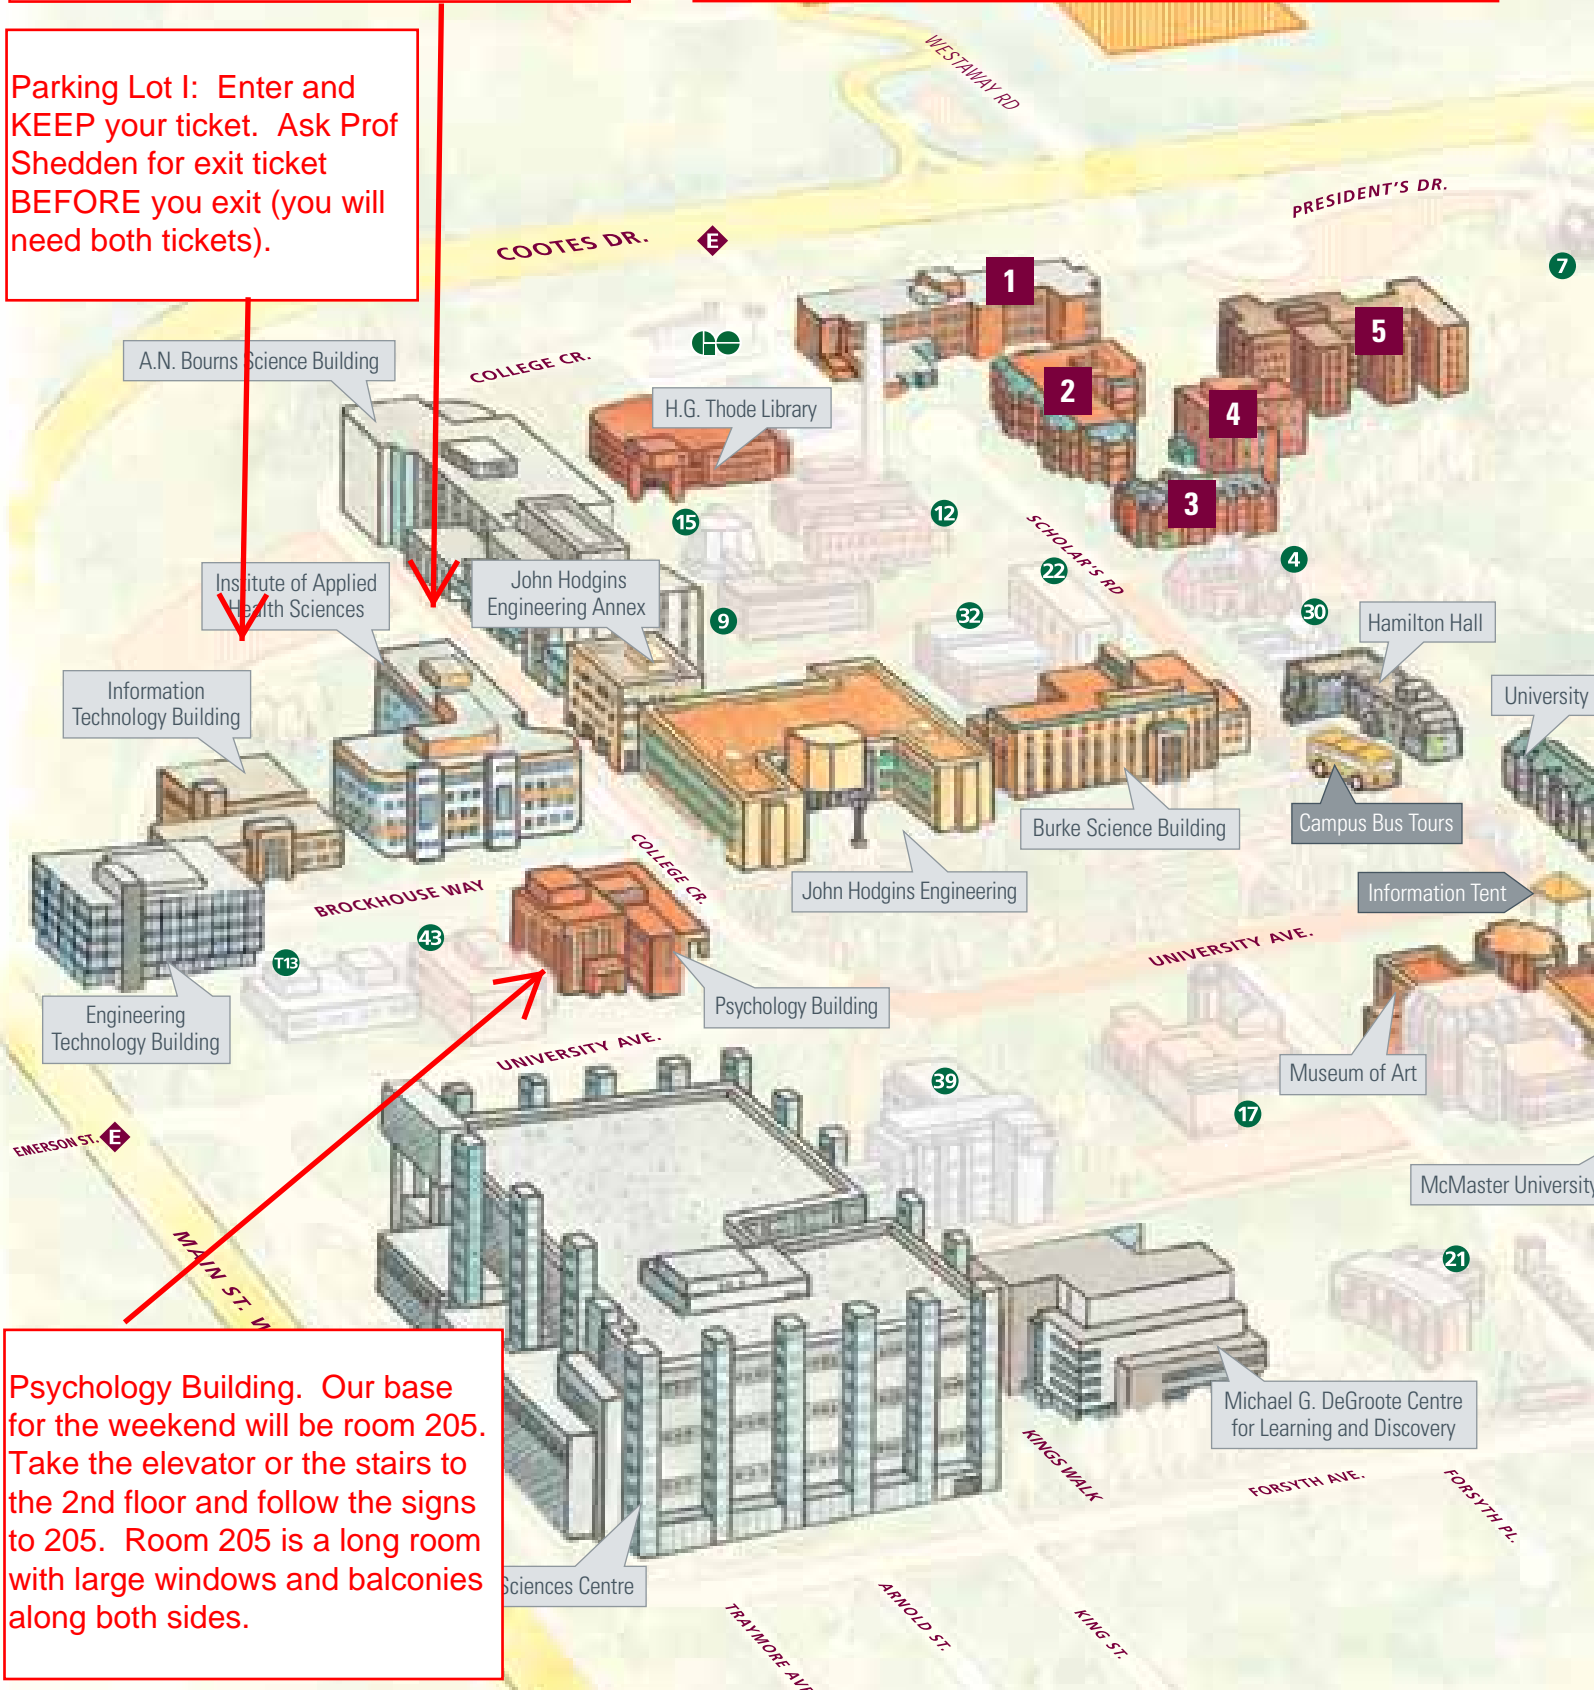 Parking Lot I:  Enter and
KEEP your ticket.  Ask Prof
Shedden for exit ticket
BEFORE you exit (you will
need both tickets).
WESTAWAY RD
PRESIDENT'S DR.
COOTES DR.
E
7
1
5
A.N. Bourns Science Building
COLLEGE CR.
GO
H.G. Thode Library
2
4
3
15
12
SCHOLAR'S RD
4
22
Institute of Applied
Health Sciences
John Hodgins
Engineering Annex
9
32
30
Hamilton Hall
Information
Technology Building
University
Campus Bus Tours
Burke Science Building
John Hodgins Engineering
COLLEGE CR.
BROCKHOUSE WAY
Information Tent
43
T13
UNIVERSITY AVE.
Psychology Building
Engineering
Technology Building
UNIVERSITY AVE.
Museum of Art
39
17
EMERSON ST.
E
McMaster University
MAIN ST. W
21
Psychology Building.  Our base
for the weekend will be room 205.
Take the elevator or the stairs to
the 2nd floor and follow the signs
to 205.  Room 205 is a long room
with large windows and balconies
along both sides.
Michael G. DeGroote Centre
for Learning and Discovery
KINGS WALK
FORSYTH AVE.
FORSYTH PL.
Sciences Centre
TRAYMORE AVE
ARNOLD ST.
KING ST.